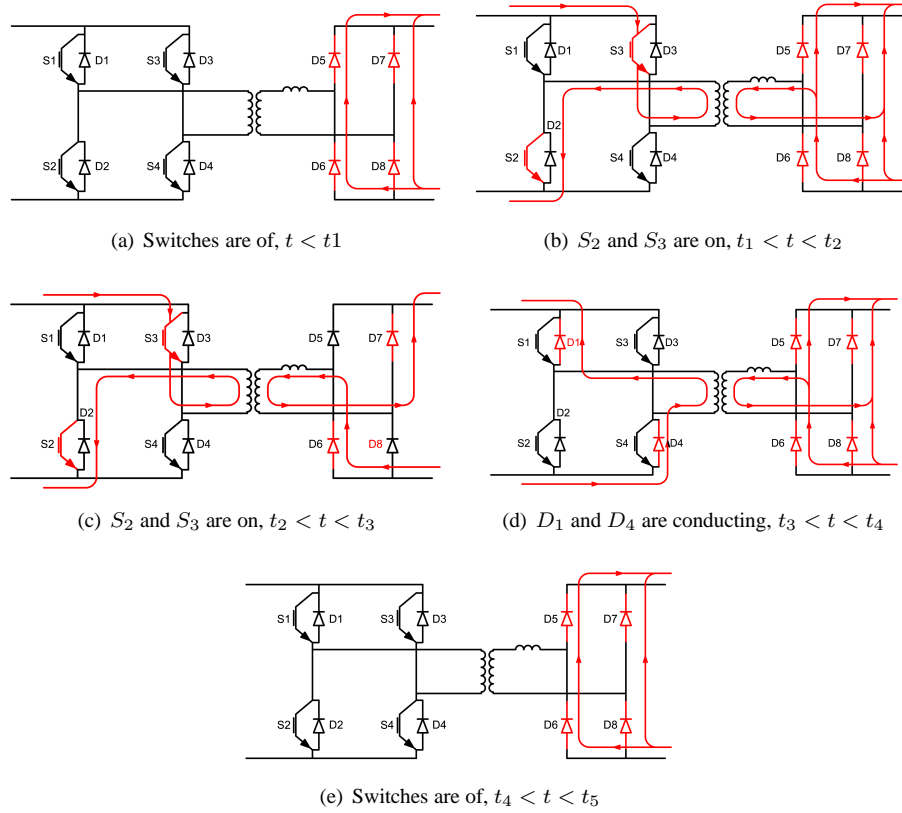 S1 D1 S3 D3 D5 D7
S2 D2 S4 D4 D6 D8
(a) Switches are of, t < t1
S1 D1 S3 D3 D5 D7
D2
S2 S4 D4 D6 D8
(b) S2 and S3 are on, t1 < t < t2
S1 D1 S3 D3 D5 D7
D2
S2 S4 D4 D6 D8
(c) S2 and S3 are on, t2 < t < t3
S1 D1 S3 D3 D5 D7
D2
S2 S4 D4 D6 D8
(d) D1 and D4 are conducting, t3 < t < t4
S1 D1 S3 D3 D5 D7
S2 D2 S4 D4 D6 D8
(e) Switches are of, t4 < t < t5